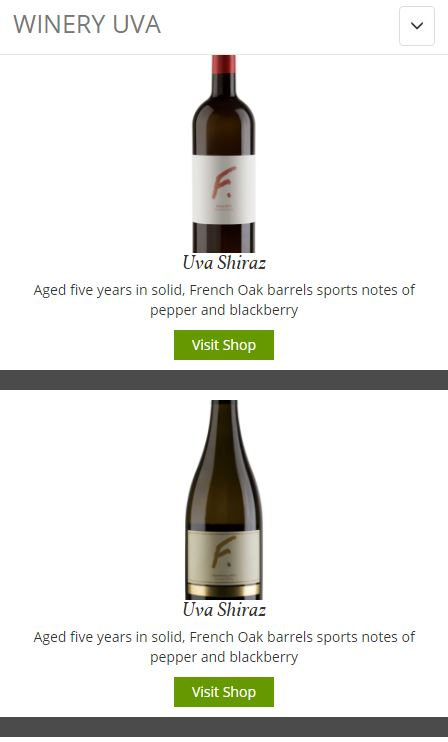 WINERY UVA
F.
Uva Shiraz
Aged five years in solid, French Oak barrels sports notes of
pepper and blackberry
Visit Shop
F.
Uva Shiraz
Aged five years in solid, French Oak barrels sports notes of
pepper and blackberry
Visit Shop